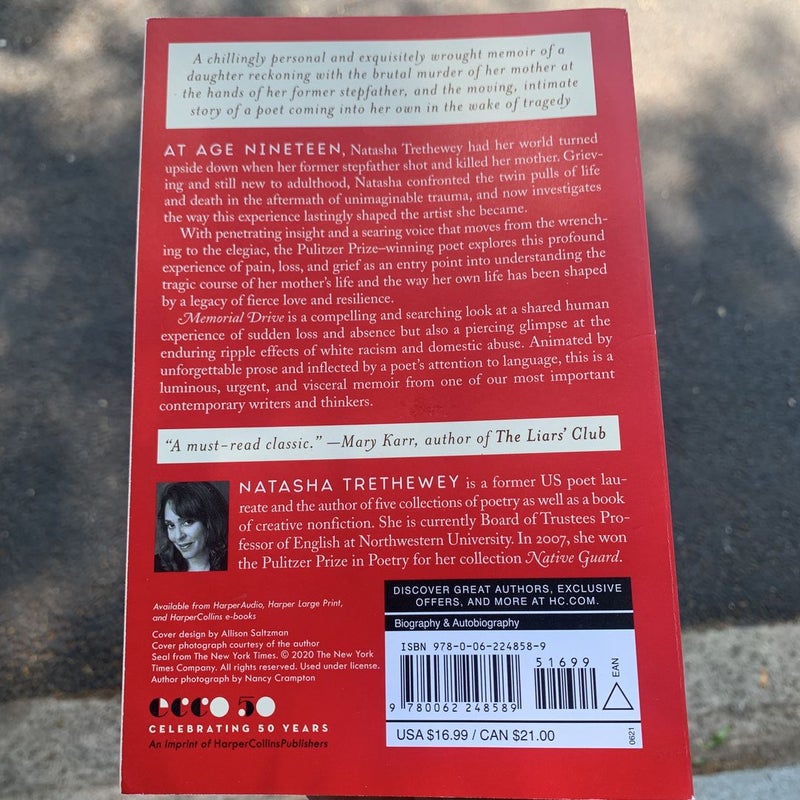 A chillingly personal and exquisitely wrought memoir of a
daughter reckoning with the brutal murder of her mother at
the hands of her former stepfather, and the moving, intimate
story of a poet coming into her own in the wake of tragedy
AT AGE NINETEEN, Natasha Trethewey had her world turned
upside down when her former stepfather shot and killed her mother. Griev-
ing and still new to adulthood, Natasha confronted the twin pulls of life
and death in the aftermath of unimaginable trauma, and now investigates
the way this experience lastingly shaped the artist she became.
With penetrating insight and a searing voice that moves from the wrench-
ing to the elegiac, the Pulitzer Prize–winning poet explores this profound
experience of pain, loss, and grief as an entry point into understanding the
tragic course of her mother's life and the way her own life has been shaped
by a legacy of fierce love and resilience.
Memorial Drive is a compelling and searching look at a shared human
experience of sudden loss and absence but also a piercing glimpse at the
enduring ripple effects of white racism and domestic abuse. Animated by
unforgettable prose and inflected by a poet's attention to language, this is a
luminous, urgent, and visceral memoir from one of our most important
contemporary writers and thinkers.
"A must-read classic." —Mary Karr, author of The Liars' Club
NATASHA TRETHEWEY is a former US poet lau-
reate and the author of five collections of poetry as well as a book
of creative nonfiction. She is currently Board of Trustees Pro-
fessor of English at Northwestern University. In 2007, she won
the Pulitzer Prize in Poetry for her collection Native Guard.
Available from HarperAudio, Harper Large Print,
and HarperCollins e-books
Cover design by Allison Saltzman
Cover photograph courtesy of the author
Seal from The New York Times. © 2020 The New York
Times Company. All rights reserved. Used under license.
Author photograph by Nancy Crampton
ecco 50
CELEBRATING 50 YEARS
An Imprint of HarperCollinsPublishers
DISCOVER GREAT AUTHORS, EXCLUSIVE
OFFERS, AND MORE AT HC.COM.
Biography & Autobiography
ISBN 978-0-06-224858-9
51699
EAN
9 780062 248589
USA $16.99 / CAN $21.00
0621